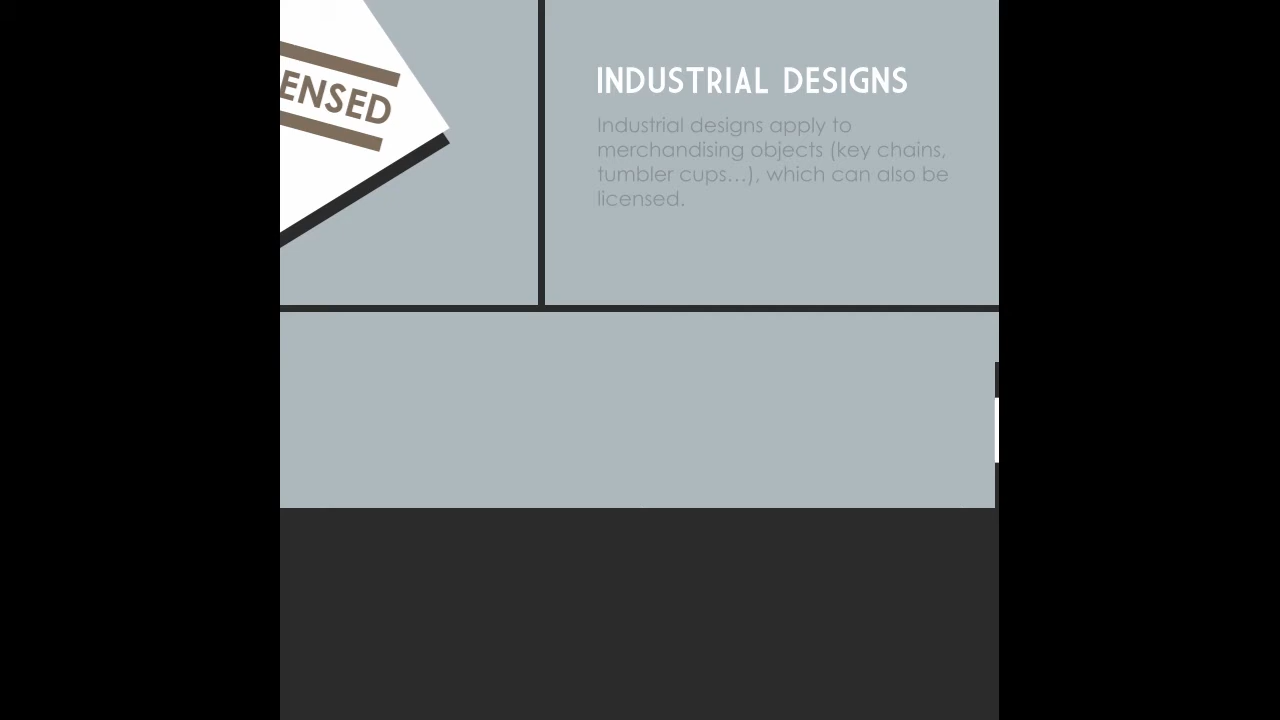 ENSED
INDUSTRIAL DESIGNS
Industrial designs apply to
merchandising objects (key chains,
tumbler cups...), which can also be
licensed.